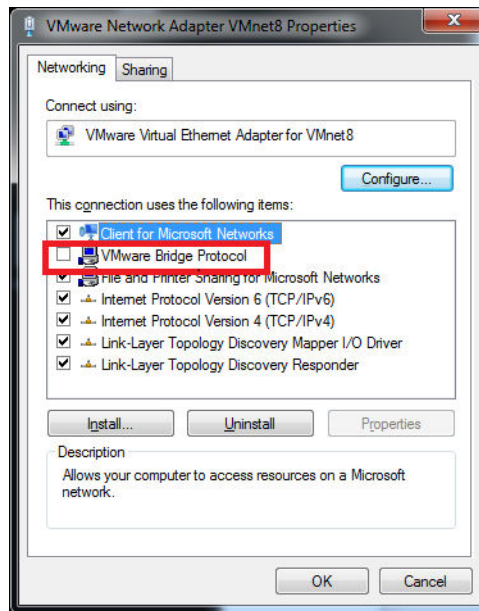 VMware Network Adapter VMnet8 Properties
Networking Sharing
Connect using:
VMware Virtual Ethernet Adapter for VMnet8
Configure...
This connection uses the following items:
Client for Microsoft Networks
VMware Bridge Protocol
File and Printer Sharing for Microsoft Networks
Internet Protocol Version 6 (TCP/IPv6)
Internet Protocol Version 4 (TCP/IPv4)
Link-Layer Topology Discovery Mapper I/O Driver
Link-Layer Topology Discovery Responder
Install... Uninstall Properties
Description
Allows your computer to access resources on a Microsoft
network.
OK Cancel